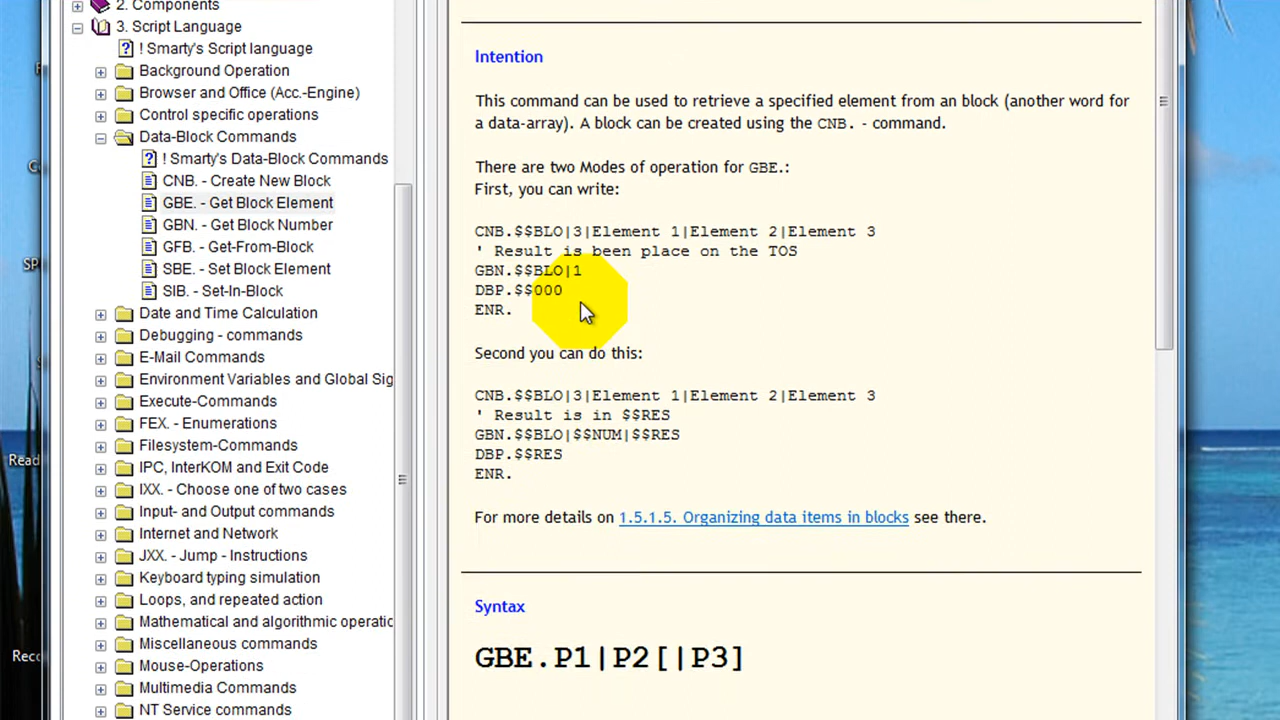 2. Components
3. Script Language
! Smarty's Script language
Background Operation
Browser and Office (Acc.-Engine)
Control specific operations
Data-Block Commands
! Smarty's Data-Block Commands
CNB. - Create New Block
GBE. - Get Block Element
GBN. - Get Block Number
GFB. - Get-From-Block
SBE. - Set Block Element
SIB. - Set-In-Block
Date and Time Calculation
Debugging - commands
E-Mail Commands
Environment Variables and Global Sig
Execute-Commands
FEX. - Enumerations
Filesystem-Commands
IPC, InterKOM and Exit Code
IXX. - Choose one of two cases
Input- and Output commands
Internet and Network
JXX. - Jump - Instructions
Keyboard typing simulation
Loops, and repeated action
Mathematical and algorithmic operatic
Miscellaneous commands
Mouse-Operations
Multimedia Commands
NT Service commands
Intention
This command can be used to retrieve a specified element from an block (another word for
a data-array). A block can be created using the CNB. - command.
There are two Modes of operation for GBE.:
First, you can write:
CNB.$$BLO|3|Element 1|Element 2|Element 3
' Result is been place on the TOS
GBN.$$BLO|1
DBP.$$000
ENR.
Second you can do this:
CNB.$$BLO|3|Element 1|Element 2|Element 3
' Result is in $$RES
GBN.$$BLO|$$NUM|$$RES
DBP.$$RES
ENR.
For more details on 1.5.1.5. Organizing data items in blocks see there.
Syntax
GBE.P1|P2[|P3]
Read